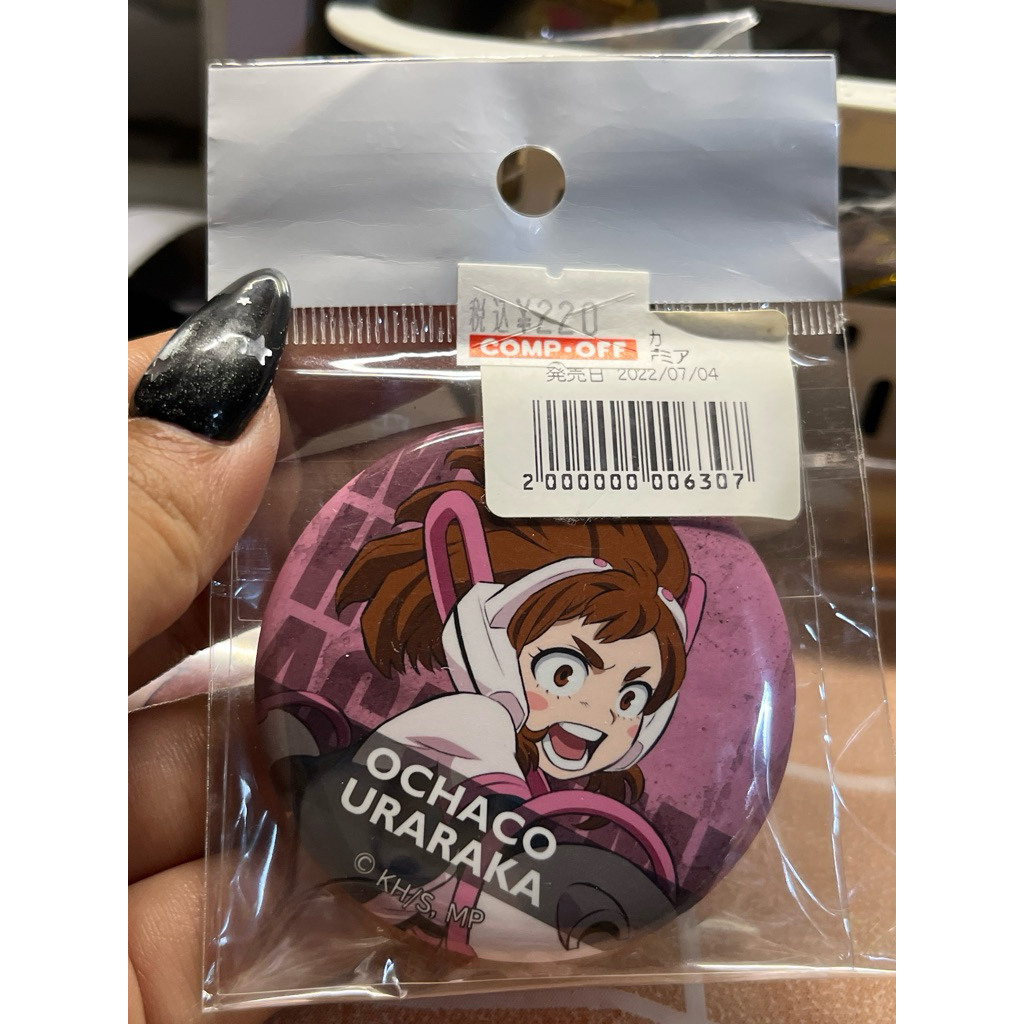 税込¥220
COMP•OFF
カ
ミア
発売日 2022/07/04
2 000000 006307
OCHACO
URARAKA
© KH/S, MP